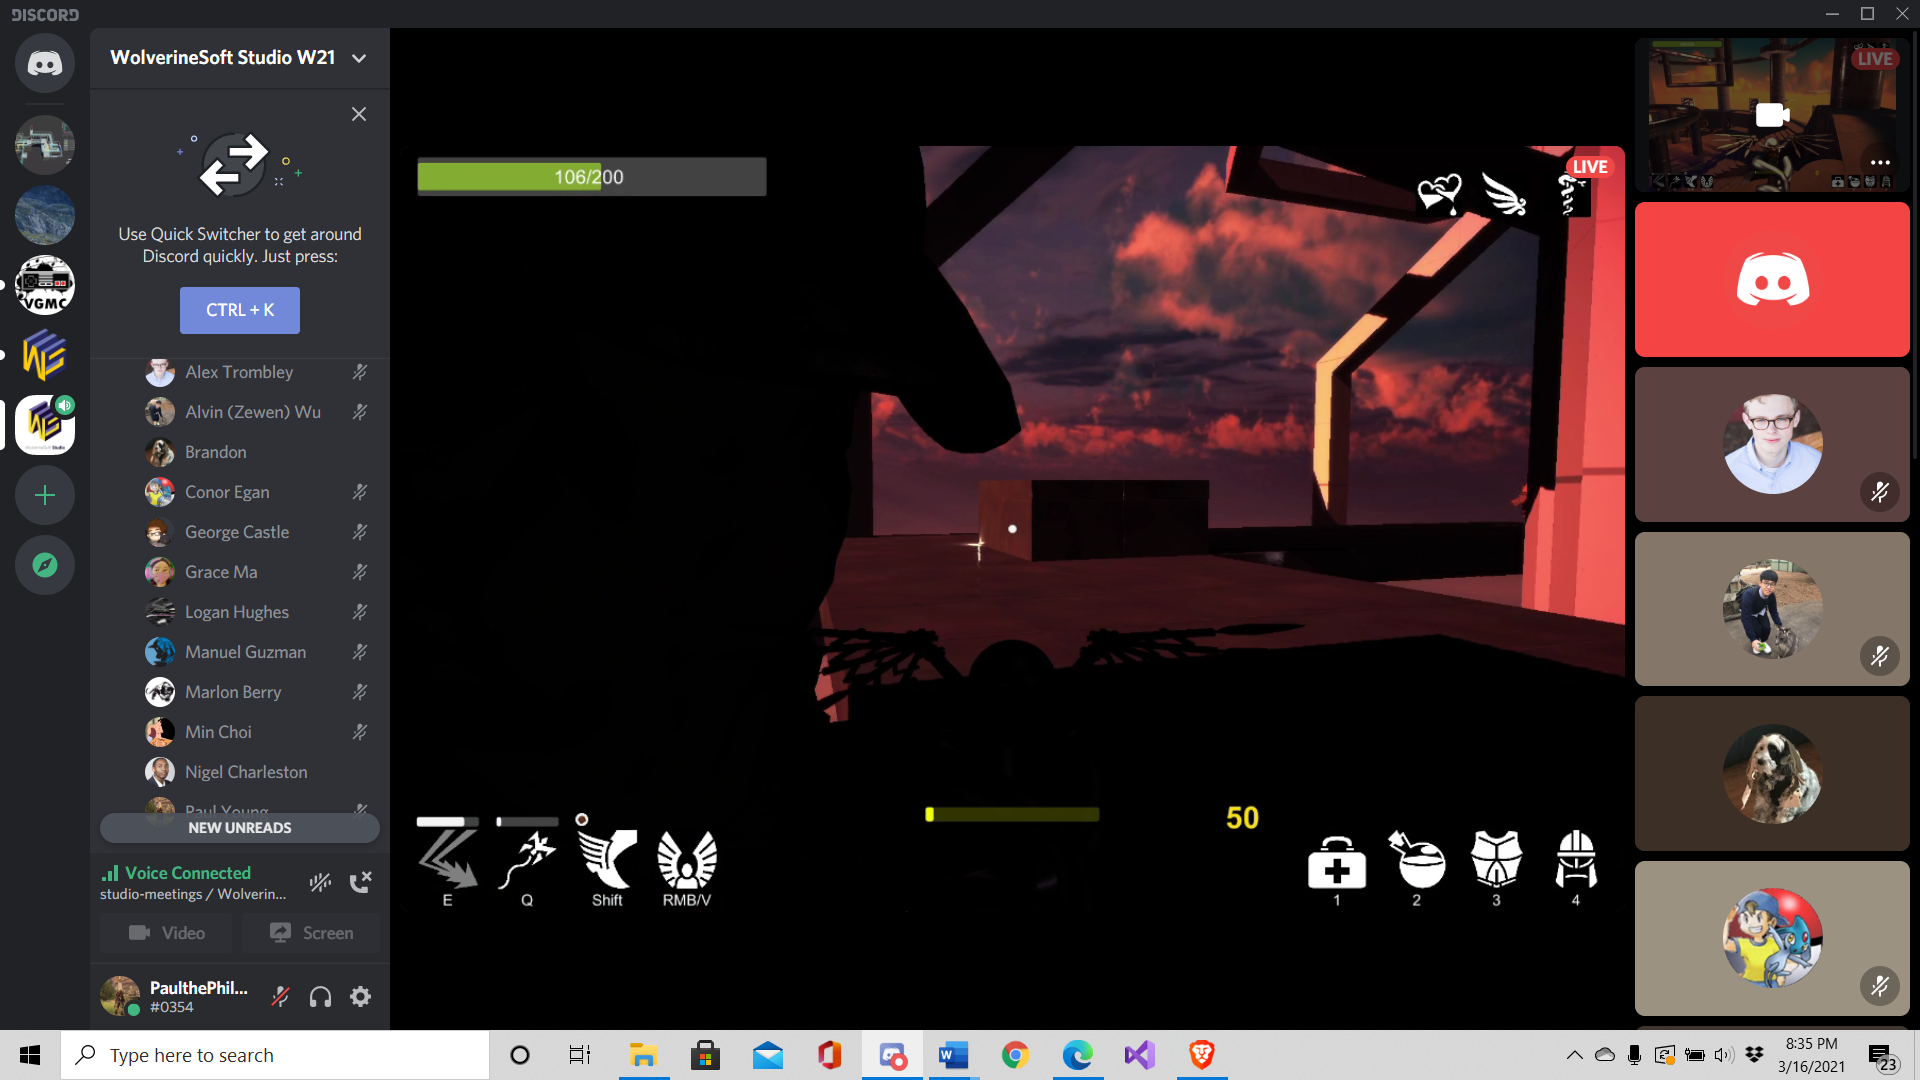 DISCORD
WolverineSoft Studio W21
Use Quick Switcher to get around
Discord quickly. Just press:
CTRL + K
VGMC
Alex Trombley
Alvin (Zewen) Wu
Brandon
Conor Egan
George Castle
Grace Ma
Logan Hughes
Manuel Guzman
Marlon Berry
Min Choi
Nigel Charleston
Paul Young
NEW UNREADS
Voice Connected
studio-meetings / Wolverin...
Video
Screen
PaulthePhil...
#0354
106/200
LIVE
LIVE
50
E
Q
Shift
RMB/V
1
2
3
4
Type here to search
8:35 PM
3/16/2021
23